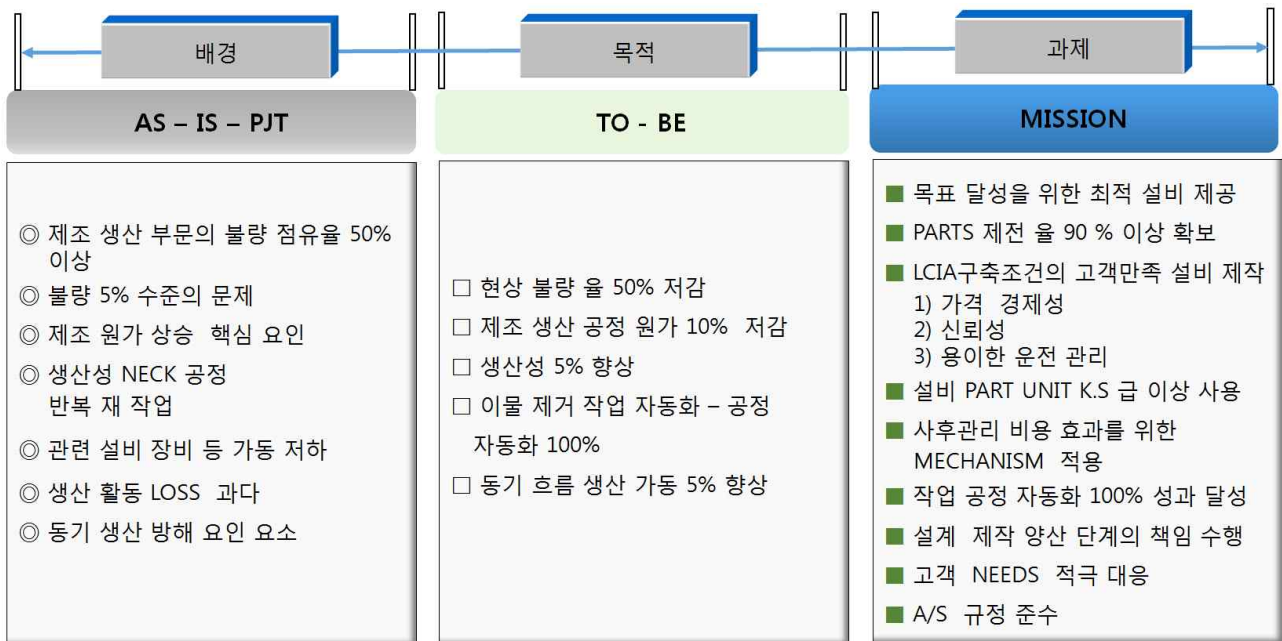 배경
목적
과제
AS – IS – PJT
TO - BE
MISSION
◎ 제조 생산 부문의 불량 점유율 50%
이상
◎ 불량 5% 수준의 문제
◎ 제조 원가 상승 핵심 요인
◎ 생산성 NECK 공정
반복 재 작업
◎ 관련 설비 장비 등 가동 저하
◎ 생산 활동 LOSS 과다
◎ 동기 생산 방해 요인 요소
□ 현상 불량 율 50% 저감
□ 제조 생산 공정 원가 10% 저감
□ 생산성 5% 향상
□ 이물 제거 작업 자동화 – 공정
자동화 100%
□ 동기 흐름 생산 가동 5% 향상
■ 목표 달성을 위한 최적 설비 제공
■ PARTS 제전 율 90 % 이상 확보
■ LCIA구축조건의 고객만족 설비 제작
1) 가격 경제성
2) 신뢰성
3) 용이한 운전 관리
■ 설비 PART UNIT K.S 급 이상 사용
■ 사후관리 비용 효과를 위한
MECHANISM 적용
■ 작업 공정 자동화 100% 성과 달성
■ 설계 제작 양산 단계의 책임 수행
■ 고객 NEEDS 적극 대응
■ A/S 규정 준수